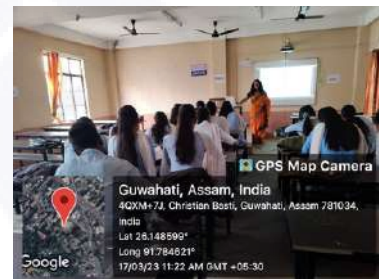 GPS Map Camera
Guwahati, Assam, India
4QXM+7J, Christian Basti, Guwahati, Assam 781034,
India
Lat 26.148599°
Long 91.784621°
17/03/23 11:22 AM GMT +05:30
Google